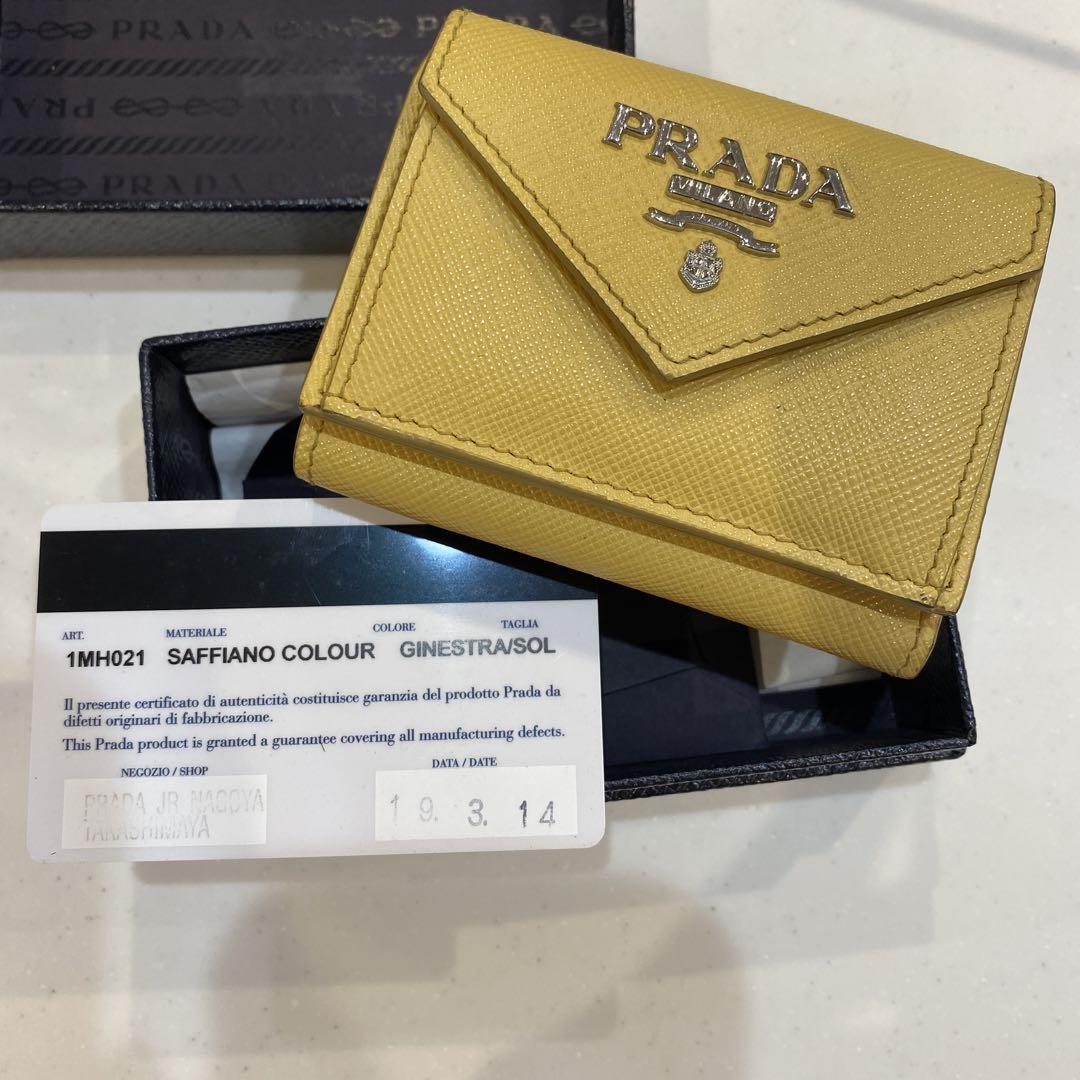 PRADA
PRADA
PRADA
PRADA
PRADA
MILANO
ART. MATERIALE COLORE TAGLIA
1MH021 SAFFIANO COLOUR GINESTRA/SOL
Il presente certificato di autenticità costituisce garanzia del prodotto Prada da
difetti originari di fabbricazione.
This Prada product is granted a guarantee covering all manufacturing defects.
NEGOZIO / SHOP
DATA / DATE
PRADA JR NAGOYA
TAKASHIMAYA
19. 3. 14